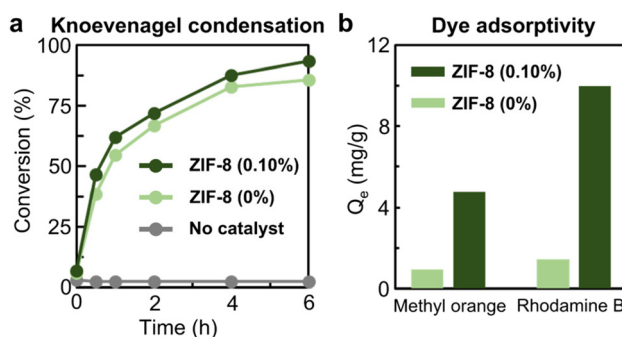 a Knoevenagel condensation
100
75
50
25
0
Conversion (%)
ZIF-8 (0.10%)
ZIF-8 (0%)
No catalyst
0 2 4 6
Time (h)
b Dye adsorptivity
12
8
4
0
Qe (mg/g)
ZIF-8 (0.10%)
ZIF-8 (0%)
Methyl orange Rhodamine B